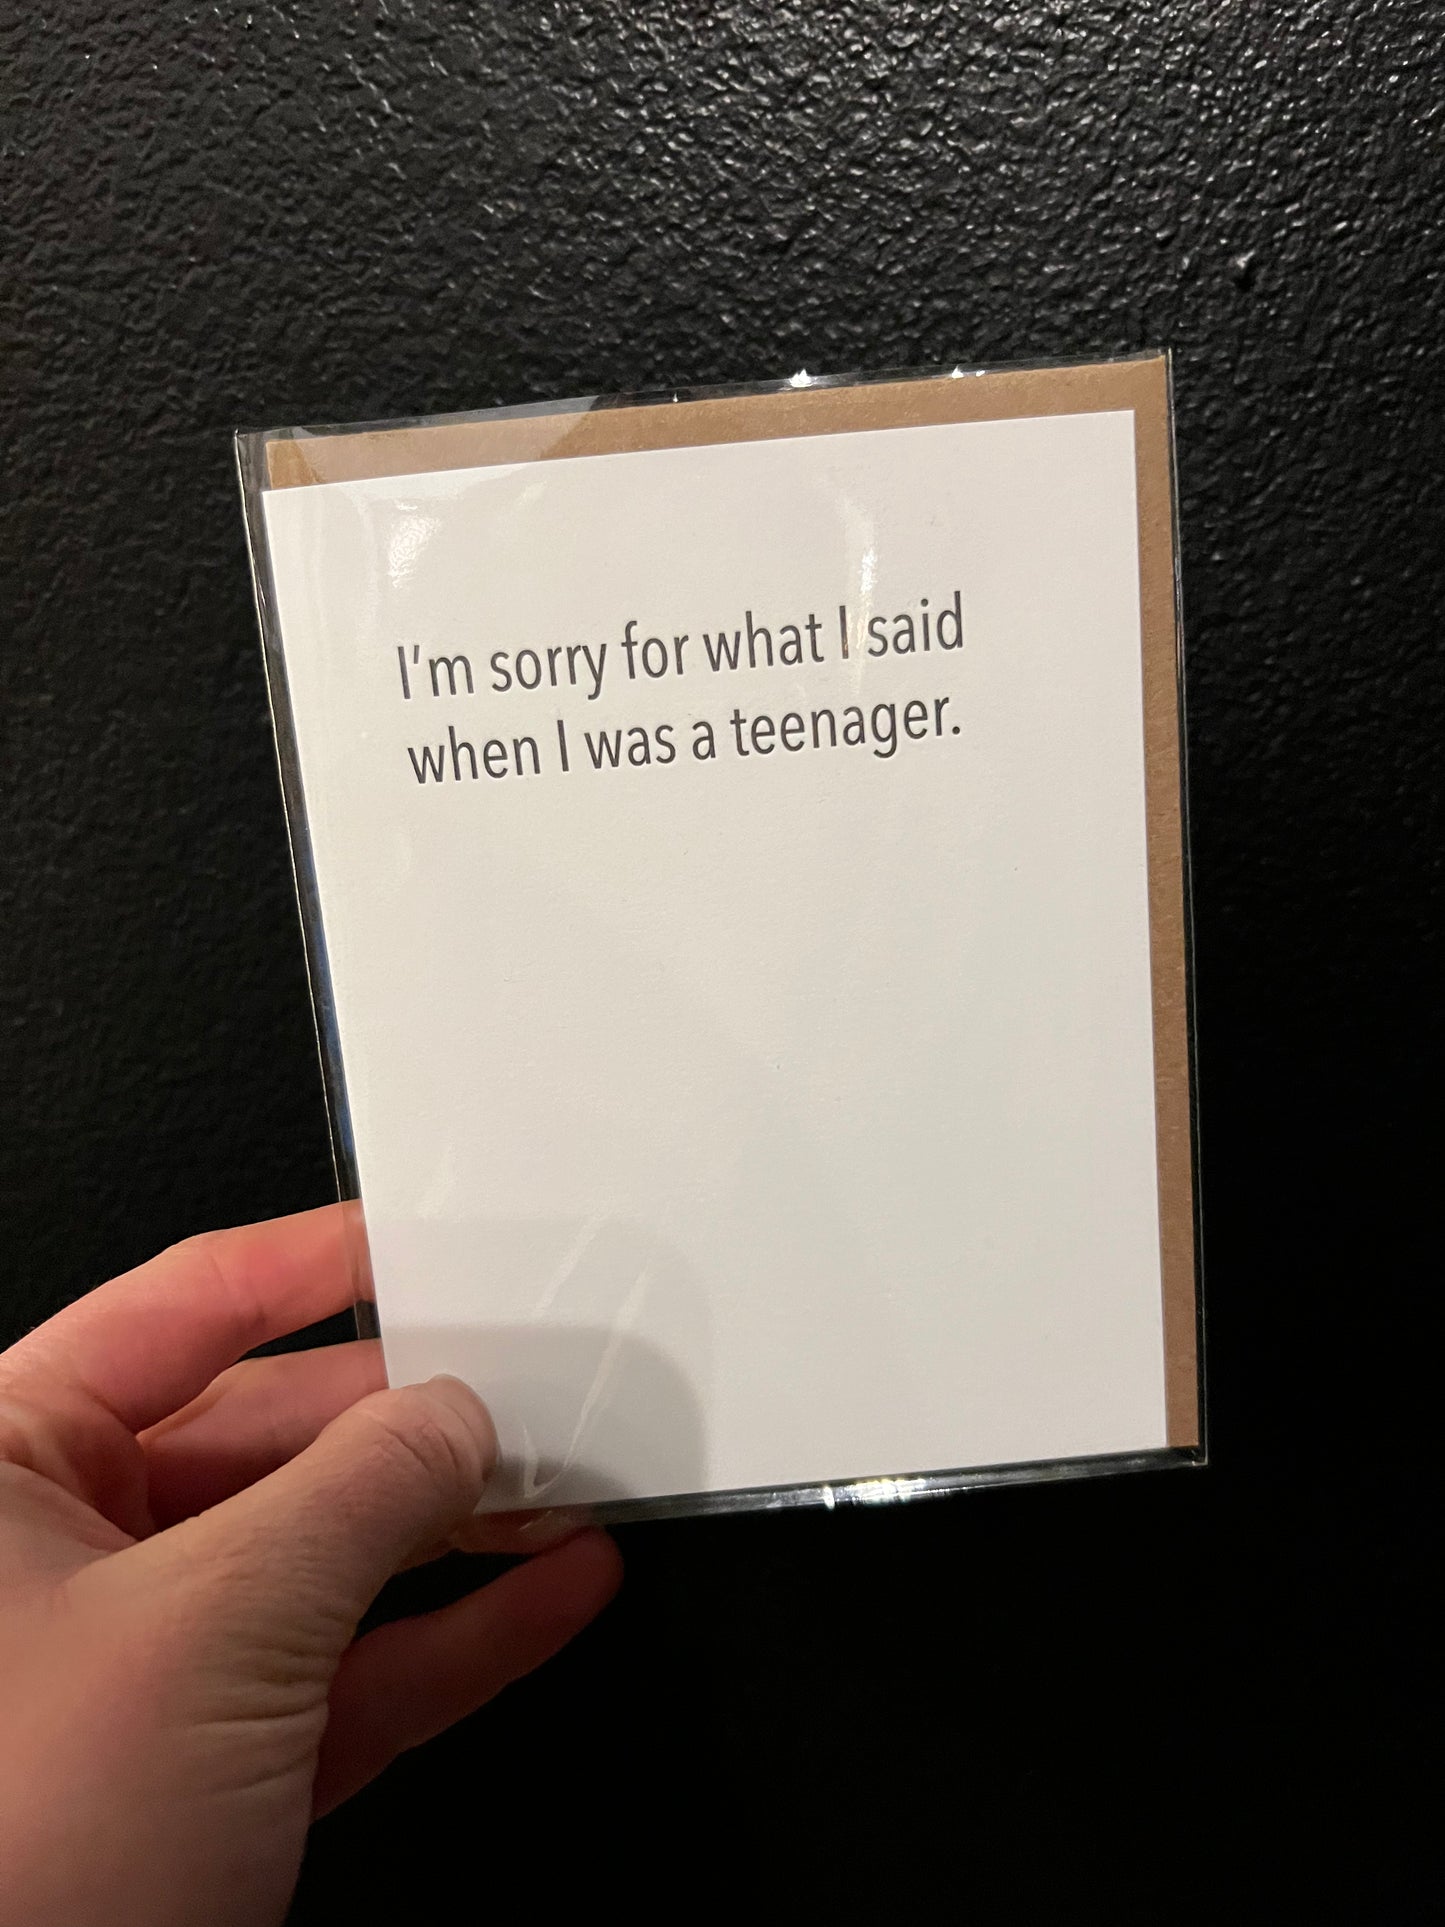 I'm sorry for what I said
when I was a teenager.